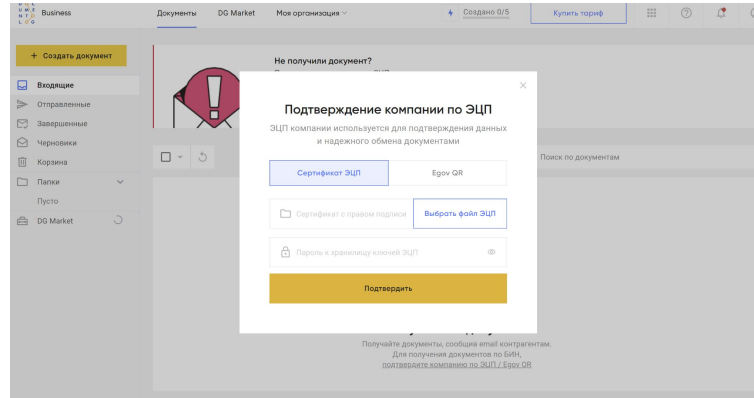 Business
Документы
DG Market
Моя организация
Создано 0/5
Купить тариф
+ Создать документ
Входящие
Отправленные
Завершенные
Черновики
Корзина
Папки
Пусто
DG Market
Не получили документ?
Поиск по документам
Подтверждение компании по ЭЦП
ЭЦП компании используется для подтверждения данных
и надежного обмена документами
Сертификат ЭЦП
Egov QR
Сертификат с правом подписи
Выбрать файл ЭЦП
Пароль к хранилищу ключей ЭЦП
Подтвердить
Получайте документы, сообщив email контрагентам.
Для получения документов по БИН,
подтвердите компанию по ЭЦП / Egov QR